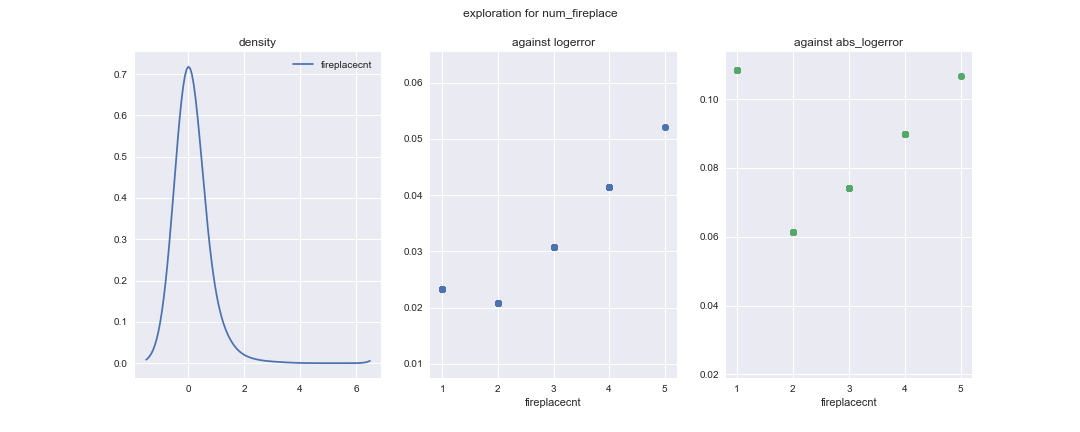 exploration for num_fireplace
density
fireplacecnt
0.7
0.6
0.5
0.4
0.3
0.2
0.1
0.0
0 2 4 6
against logerror
0.06
0.05
0.04
0.03
0.02
0.01
1 2 3 4 5
fireplacecnt
against abs_logerror
0.10
0.08
0.06
0.04
0.02
1 2 3 4 5
fireplacecnt